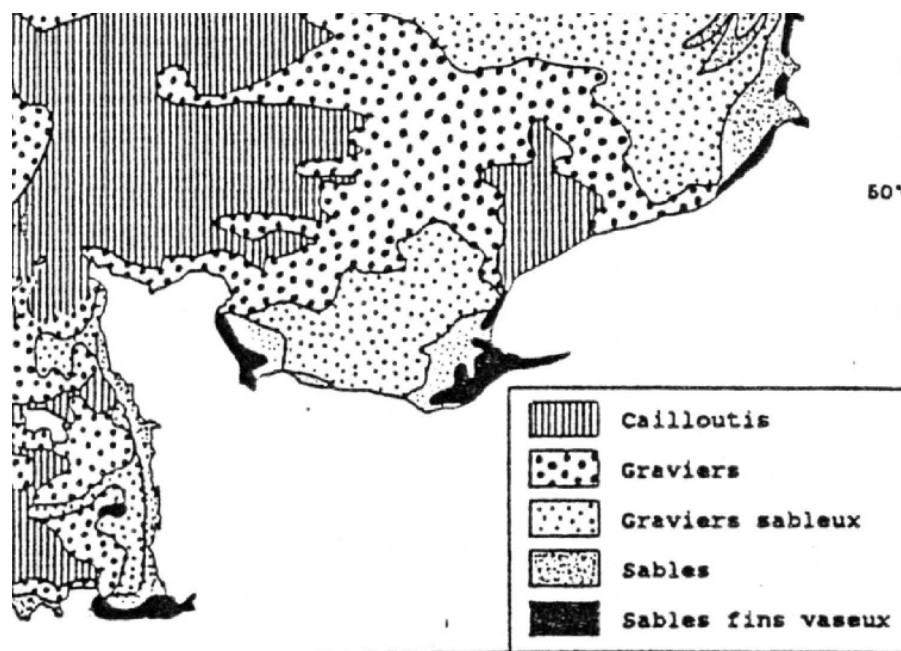 50°
Cailloutis
Graviers
Graviers sableux
Sables
Sables fins vaseux